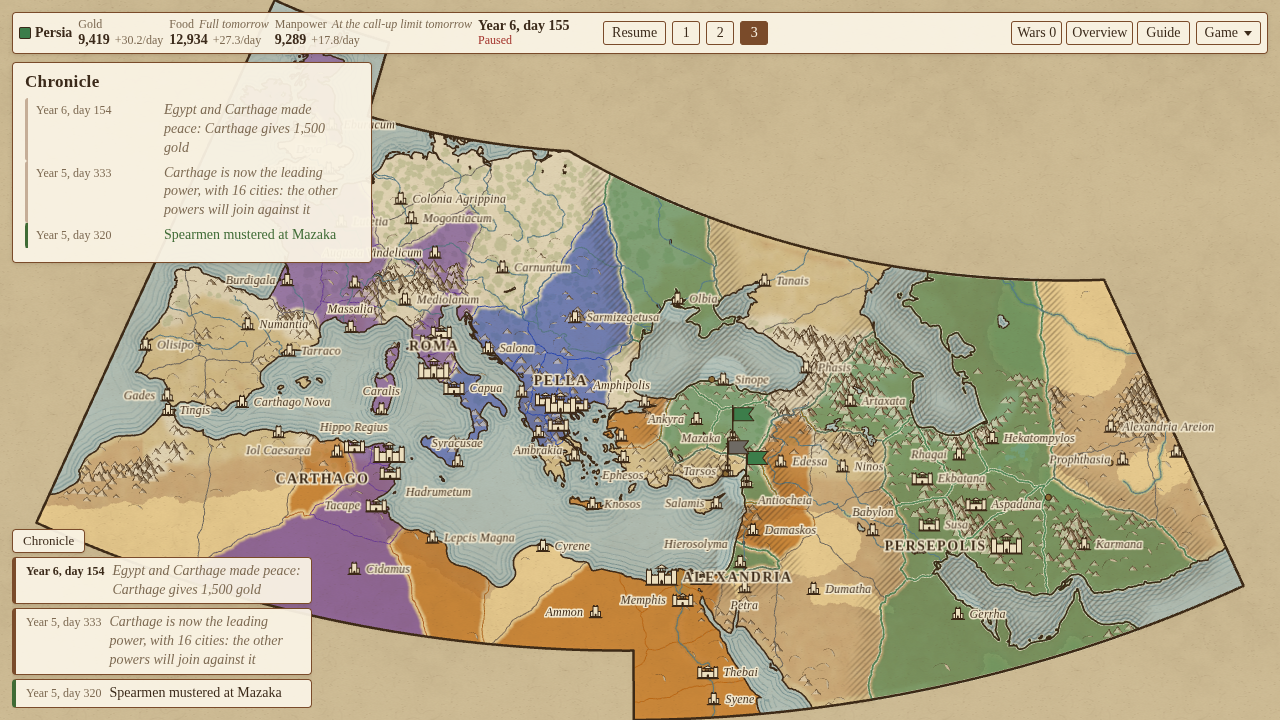 Persia
Gold
9,419 +30.2/day
Food Full tomorrow
12,934 +27.3/day
Manpower At the call-up limit tomorrow
9,289 +17.8/day
Year 6, day 155
Paused
Resume
1
2
3
Wars 0
Overview
Guide
Game
Chronicle
Year 6, day 154
Egypt and Carthage made
peace: Carthage gives 1,500
gold
Year 5, day 333
Carthage is now the leading
power, with 16 cities: the other
powers will join against it
Year 5, day 320
Spearmen mustered at Mazaka
Colonia Agrippina
Mogontiacum
Carnuntum
Burdigala
Mediolanum
Massalia
Numantia
Olisipo
Tarraco
ROMA
Salona
Sarmizegetusa
Olbia
Tanais
Phasis
Sinope
PELLA
Amphipolis
Capua
Caralis
Carthago Nova
Gades
Tingis
Hippo Regius
Iol Caesarea
Syracusae
Ambrakia
Ankyra
Mazaka
Artaxata
Hekatompylos
Rhagai
Alexandria Areion
Prophthasia
CARTHAGO
Hadrumetum
Tacape
Ephesos
Tarsos
Edessa
Ninos
Ekbatana
Knosos
Salamis
Antiocheia
Babylon
Aspadana
Susa
Lepcis Magna
Cyrene
Hierosolyma
Damaskos
PERSEPOLIS
Karmana
Cidamus
ALEXANDRIA
Memphis
Petra
Dumatha
Gerrha
Ammon
Thebai
Syene
Chronicle
Year 6, day 154 Egypt and Carthage made peace:
Carthage gives 1,500 gold
Year 5, day 333 Carthage is now the leading
power, with 16 cities: the other
powers will join against it
Year 5, day 320 Spearmen mustered at Mazaka